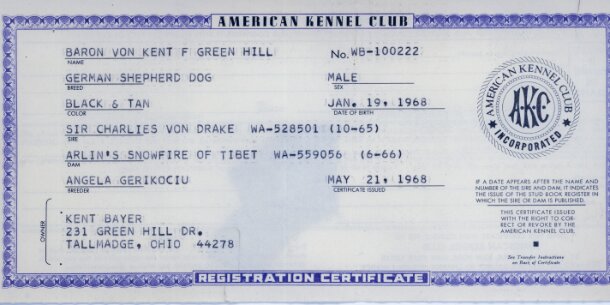 AMERICAN KENNEL CLUB
BARON VON KENT F GREEN HILL
NAME
No. WB-100222
GERMAN SHEPHERD DOG
BREED
MALE
SEX
BLACK & TAN
COLOR
JAN. 19, 1968
DATE OF BIRTH
SIR CHARLIES VON DRAKE WA-528501 (10-65)
SIRE
ARLIN'S SNOWFIRE OF TIBET WA-559056 (6-66)
DAM
ANGELA GERIKOCIU
BREEDER
MAY 21, 1968
CERTIFICATE ISSUED
OWNER
KENT BAYER
231 GREEN HILL DR.
TALLMADGE, OHIO 44278
AMERICAN KENNEL CLUB
AKC
INCORPORATED
IF A DATE APPEARS AFTER THE NAME AND
NUMBER OF THE SIRE AND DAM, IT INDICATES
THE ISSUE OF THE STUD BOOK REGISTER IN
WHICH THE SIRE OR DAM IS PUBLISHED.
THIS CERTIFICATE ISSUED
WITH THE RIGHT TO COR-
RECT OR REVOKE BY THE
AMERICAN KENNEL CLUB.
See Transfer Instructions
on Back of Certificate
REGISTRATION CERTIFICATE